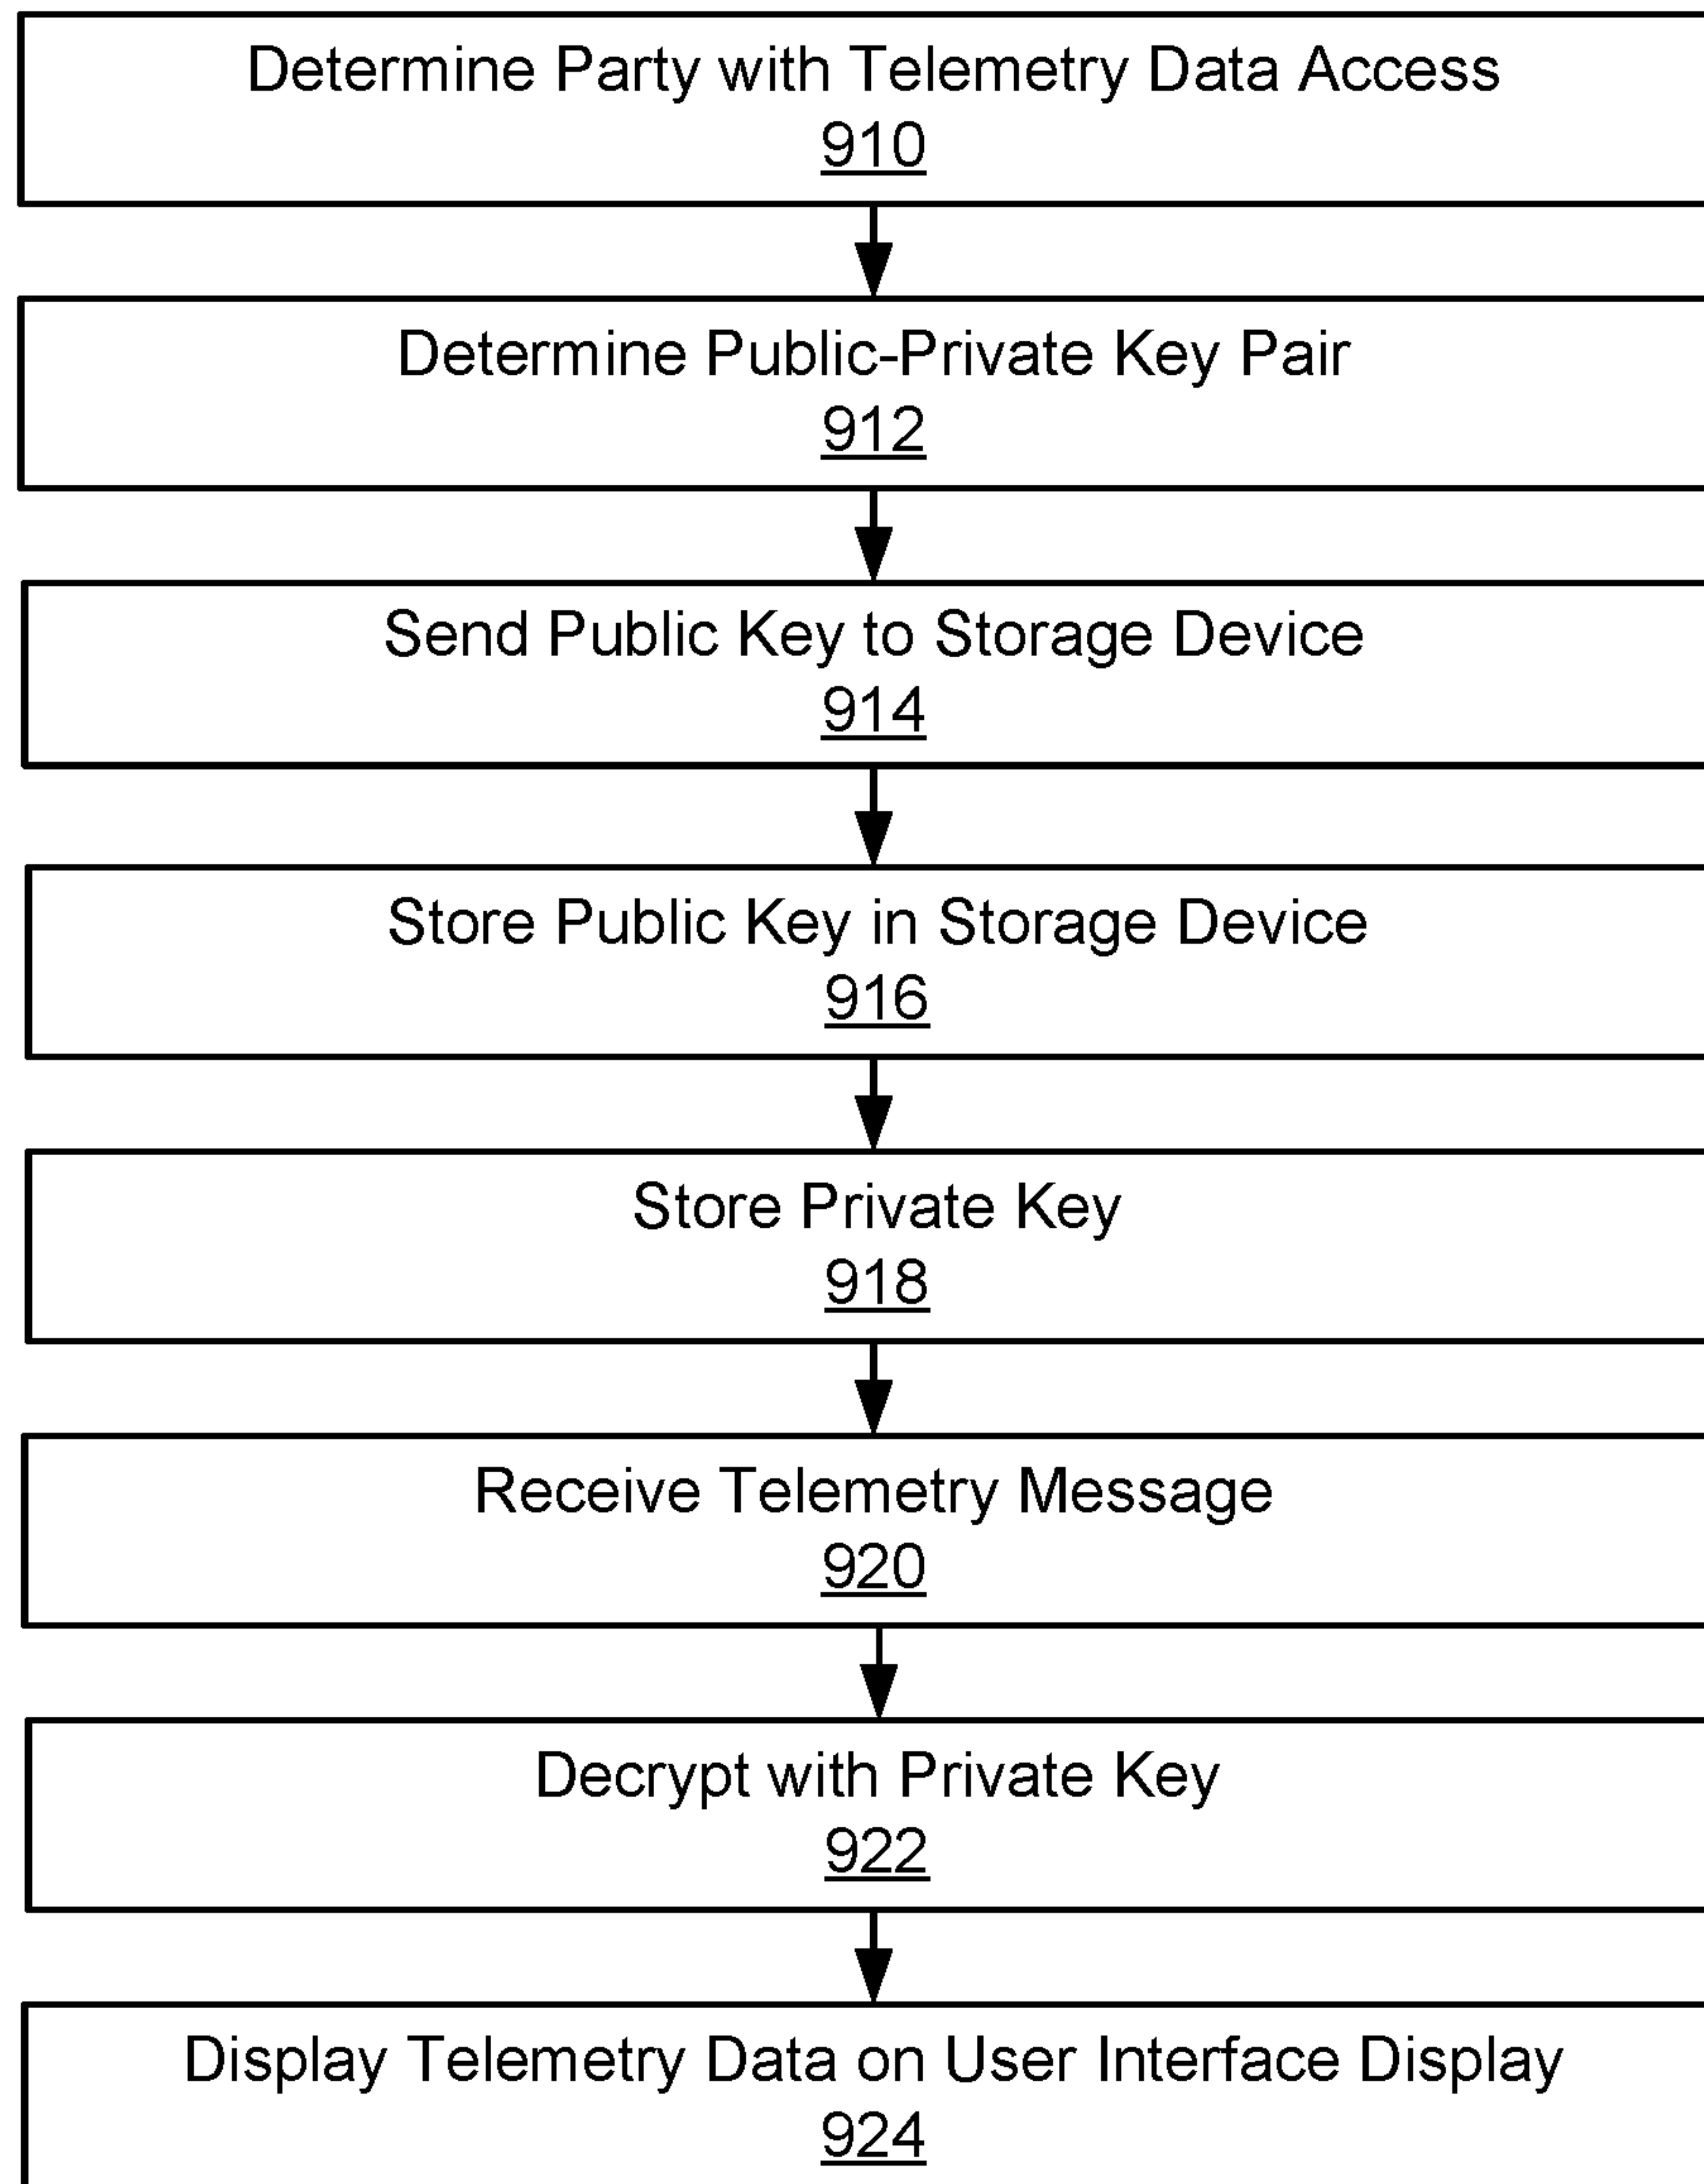 Determine Party with Telemetry Data Access
910
Determine Public-Private Key Pair
912
Send Public Key to Storage Device
914
Store Public Key in Storage Device
916
Store Private Key
918
Receive Telemetry Message
920
Decrypt with Private Key
922
Display Telemetry Data on User Interface Display
924